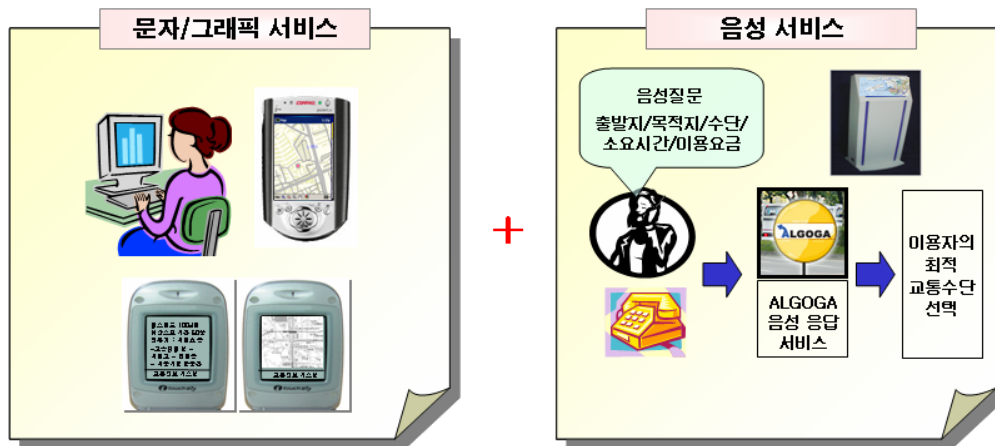 문자/그래픽 서비스
음성 서비스
음성질문
출발지/목적지/수단/
소요시간/이용요금
+
ALGOGA
ALGOGA
음성 응답
서비스
이용자의
최적
교통수단
선택